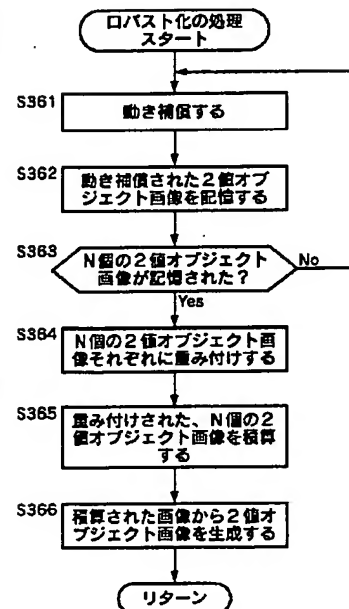 ロバスト化の処理
スタート
S361
動き補償する
S362
動き補償された2値オブ
ジェクト画像を記憶する
S363
N個の2値オブジェクト
画像が記憶された?
No
Yes
S364
N個の2値オブジェクト画
像それぞれに重み付けする
S365
重み付けされた、N個の2
値オブジェクト画像を積算
する
S366
積算された画像から2値オ
ブジェクト画像を生成する
リターン